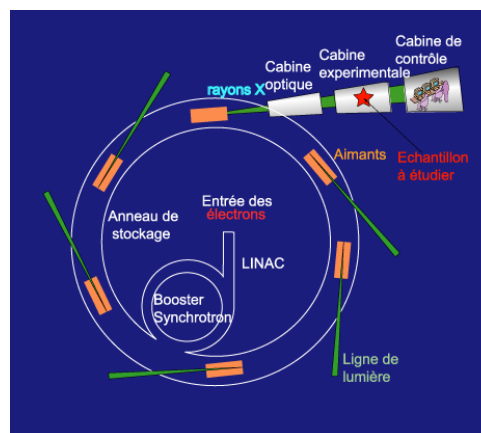 Cabine de
contrôle
Cabine
experimentale
Cabine
optique
rayons X
Aimants
Echantillon
à étudier
Entrée des
électrons
Anneau de
stockage
LINAC
Booster
Synchrotron
Ligne de
lumière